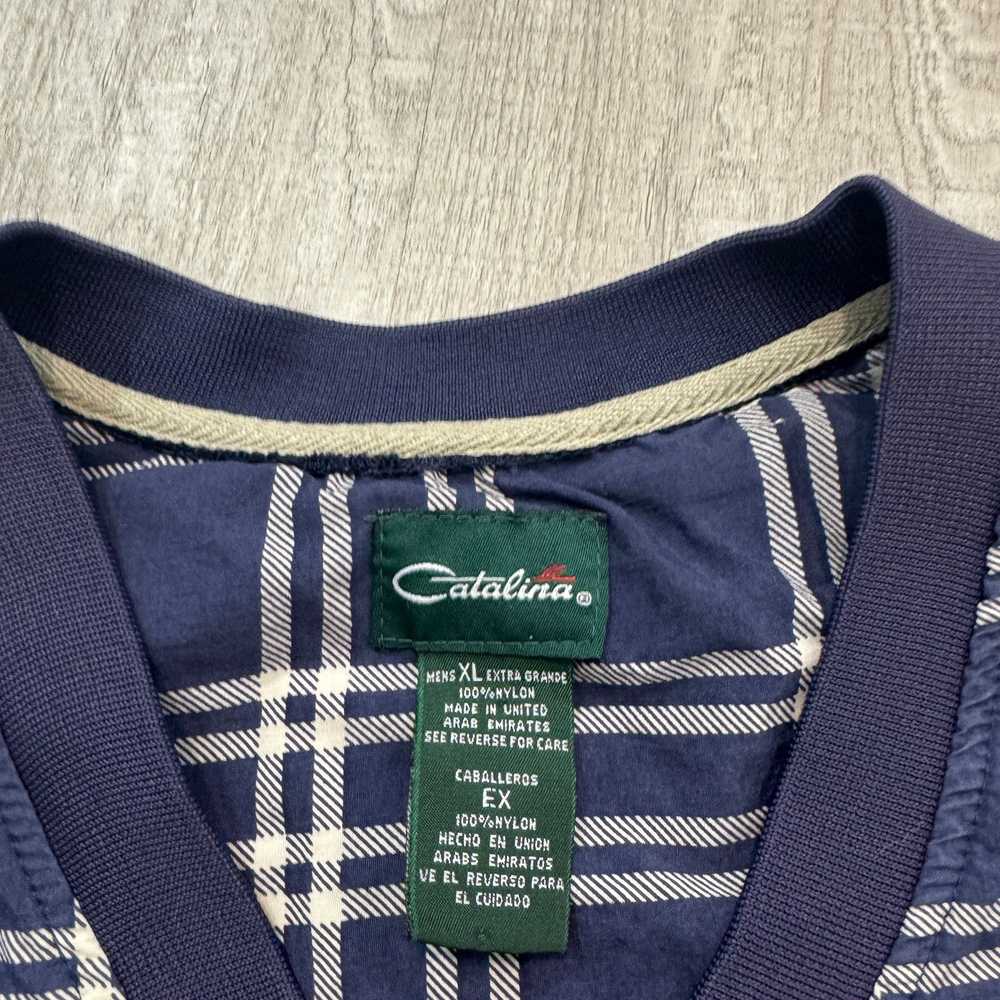 Catalina®
MENS XL EXTRA GRANDE
100% NYLON
MADE IN UNITED
ARAB EMIRATES
SEE REVERSE FOR CARE
CABALLEROS
EX
100% NYLON
HECHO EN UNION
ARABS EMIRATOS
VE EL REVERSO PARA
EL CUIDADO